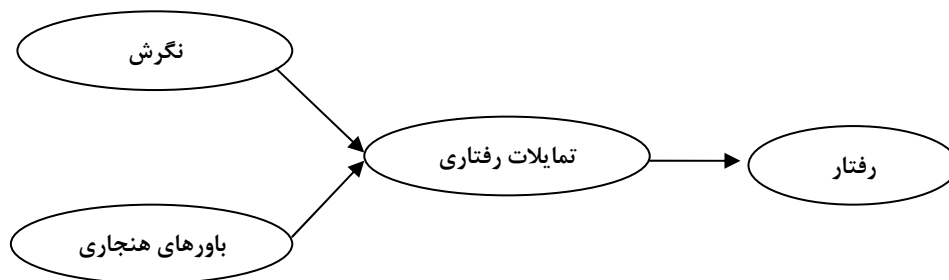 نگرش
تمایلات رفتاری
رفتار
باورهای هنجاری